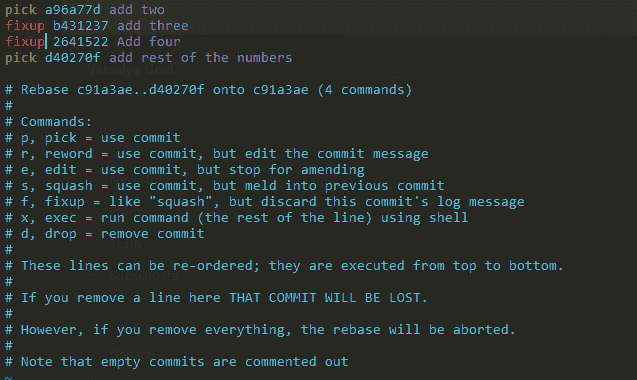 pick a96a77d add two
fixup b431237 add three
fixup 2641522 Add four
pick d40270f add rest of the numbers
# Rebase c91a3ae..d40270f onto c91a3ae (4 commands)
#
# Commands:
# p, pick = use commit
# r, reword = use commit, but edit the commit message
# e, edit = use commit, but stop for amending
# s, squash = use commit, but meld into previous commit
# f, fixup = like "squash", but discard this commit's log message
# x, exec = run command (the rest of the line) using shell
# d, drop = remove commit
#
# These lines can be re-ordered; they are executed from top to bottom.
#
# If you remove a line here THAT COMMIT WILL BE LOST.
#
# However, if you remove everything, the rebase will be aborted.
#
# Note that empty commits are commented out
~